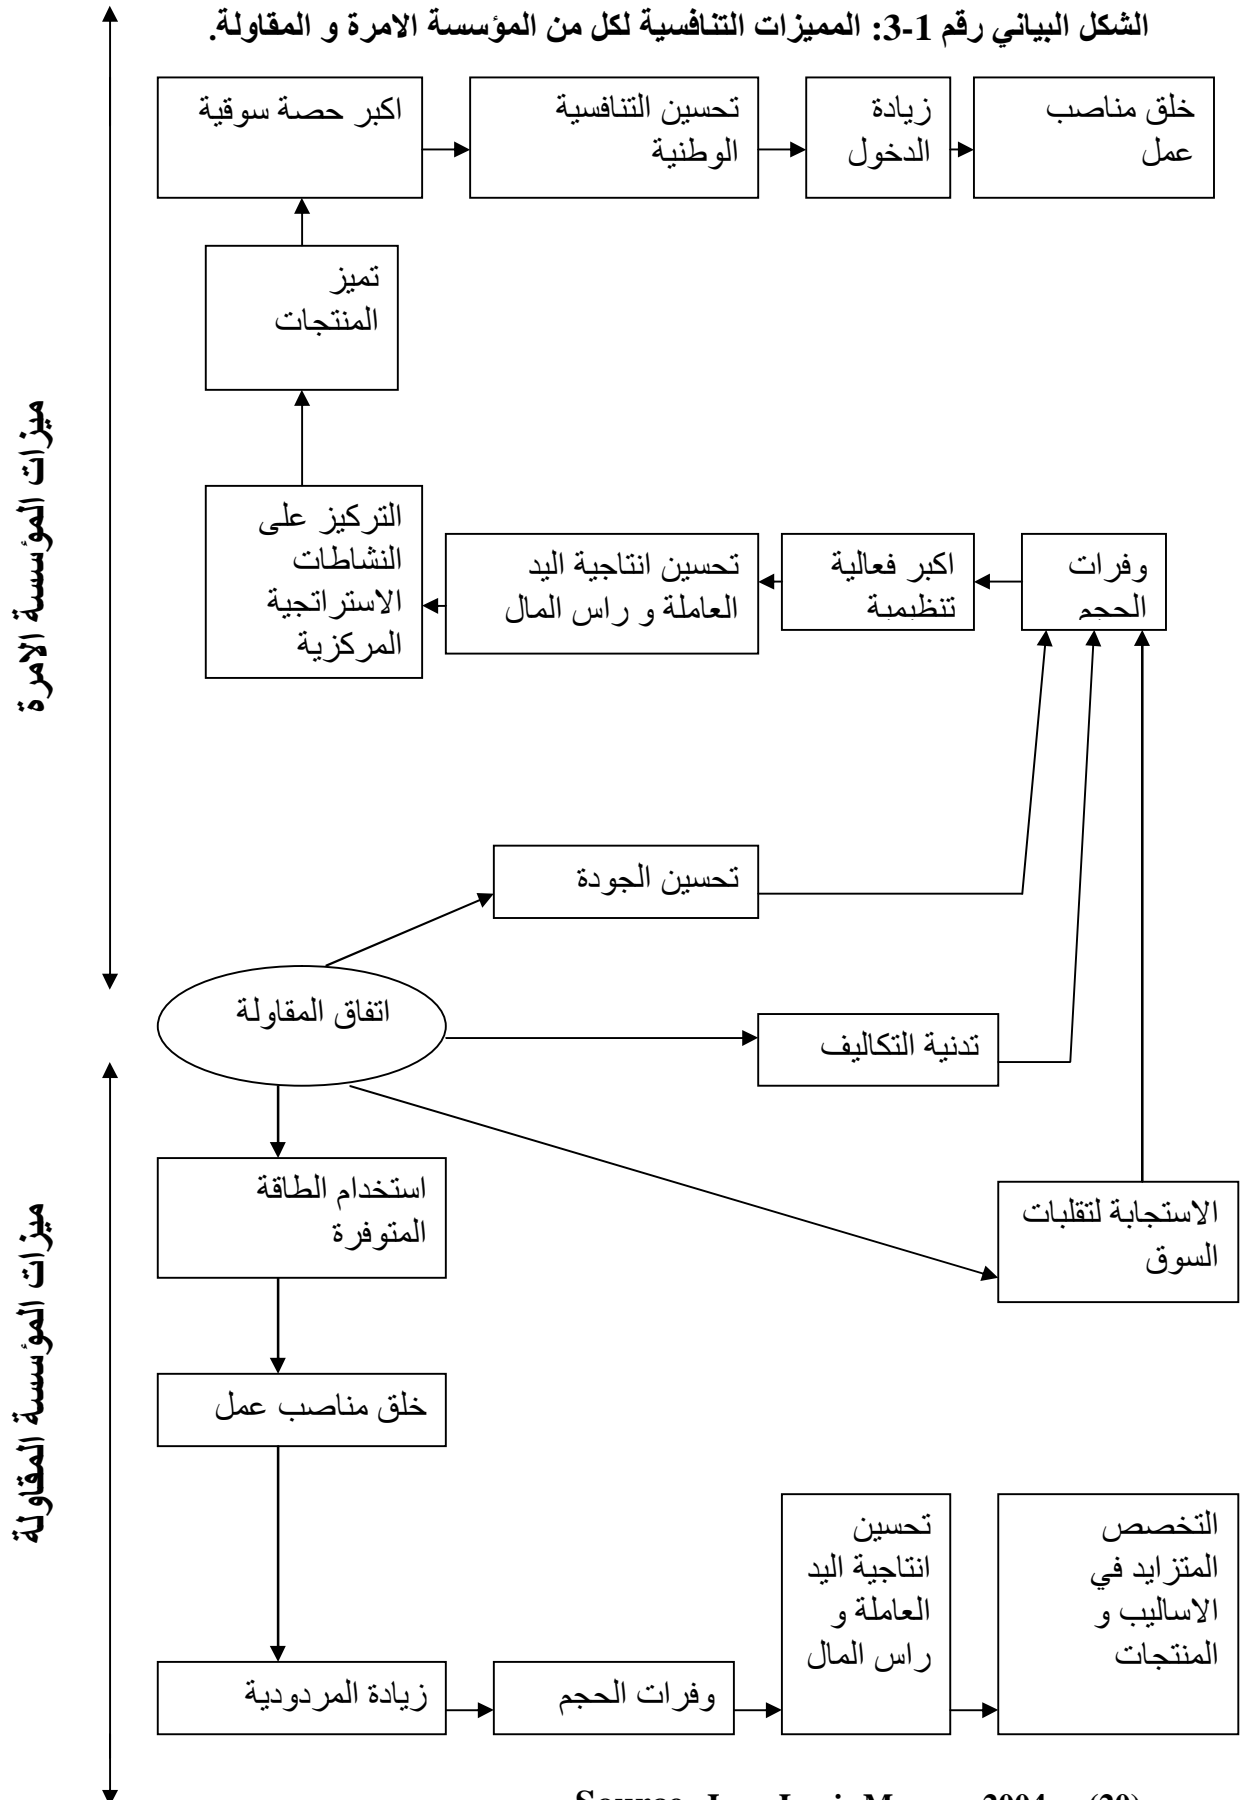 الشكل البياني رقم 1-3: المميزات التنافسية لكل من المؤسسة الامرة و المقاولة.
خلق مناصب
عمل
زيادة
الدخول
تحسين التنافسية
الوطنية
اكبر حصة سوقية
تميز
المنتجات
ميزات المؤسسة الامرة
وفرات
الحجم
اكبر فعالية
تنظيمية
تحسين انتاجية اليد
العاملة و راس المال
التركيز على
النشاطات
الاستراتجية
المركزية
تحسين الجودة
اتفاق المقاولة
تدنية التكاليف
استخدام الطاقة
المتوفرة
الاستجابة لتقلبات
السوق
ميزات المؤسسة المقاولة
خلق مناصب عمل
التخصص
المتزايد في
الاساليب و
المنتجات
تحسين
انتاجية اليد
العاملة و
راس المال
وفرات الحجم
زيادة المردودية